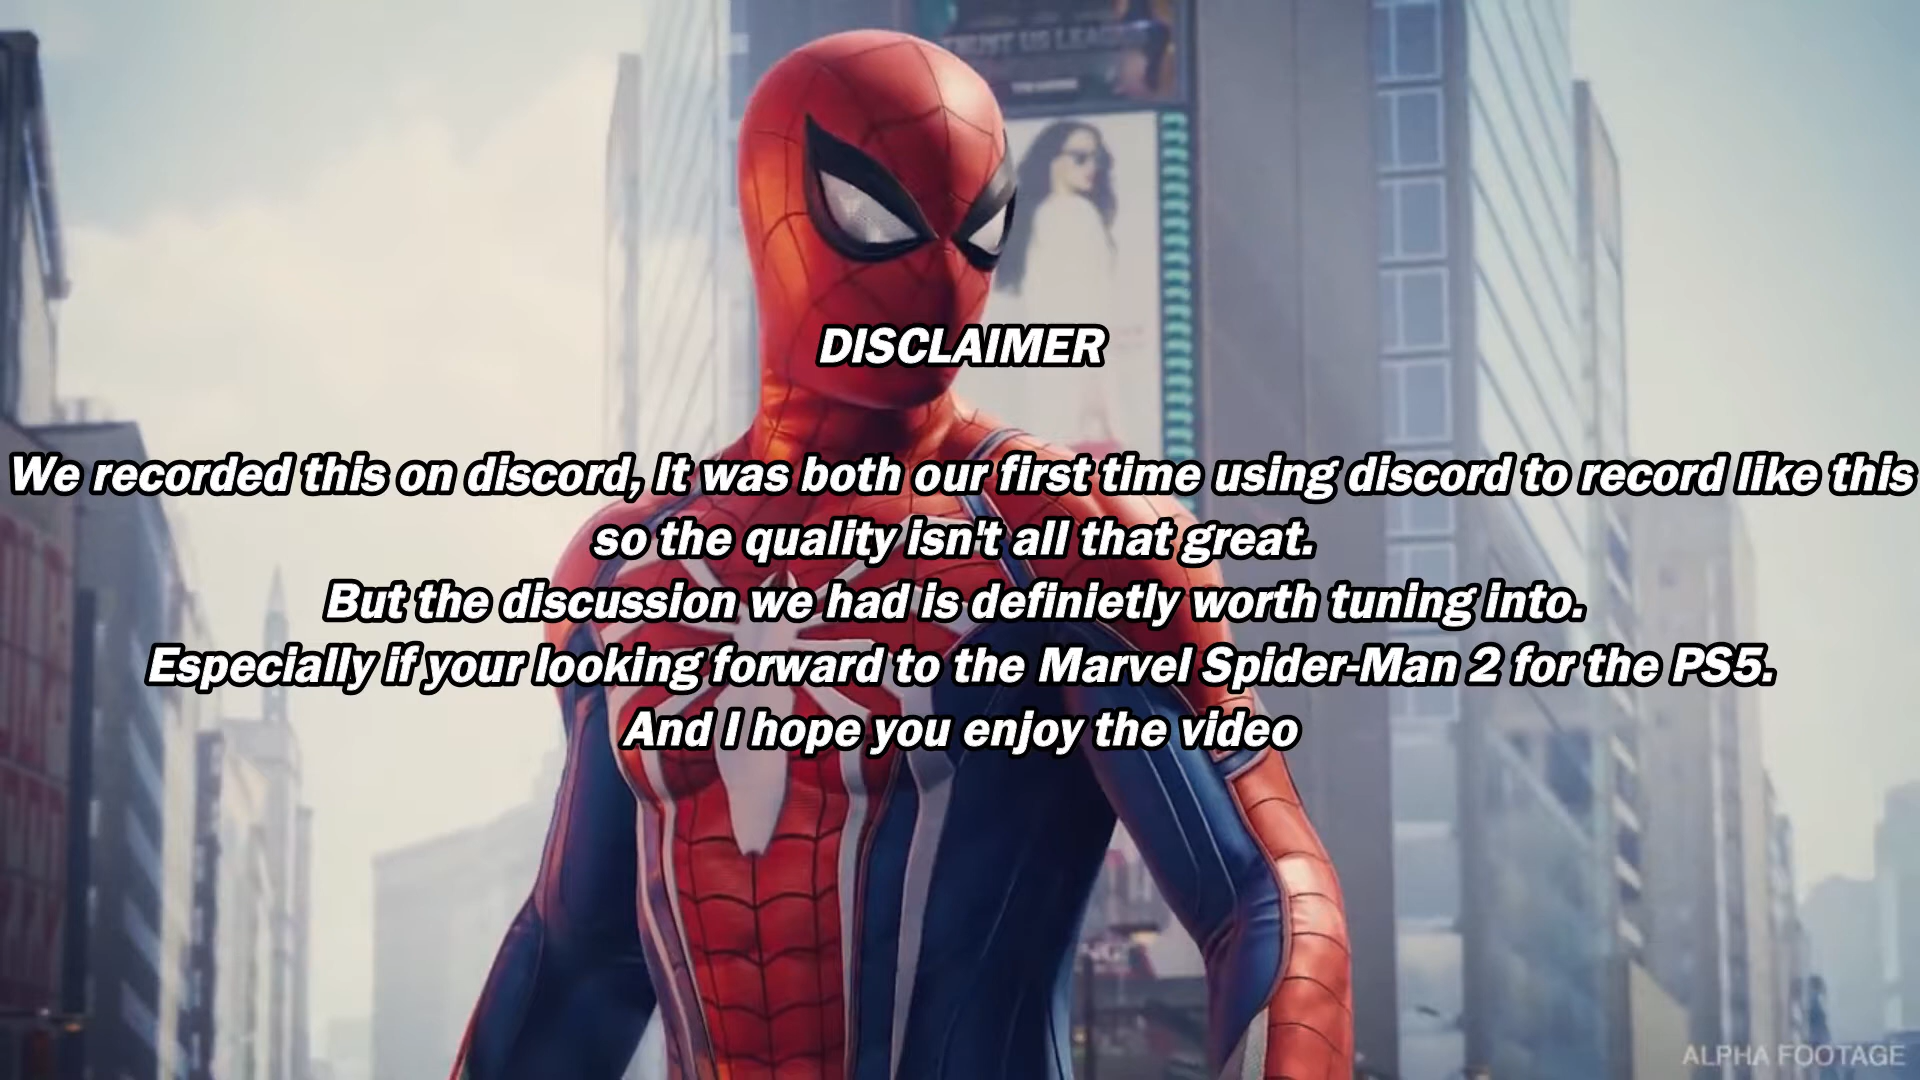 TRUST US LEAGUE
DISCLAIMER
We recorded this on discord, It was both our first time using discord to record like this
so the quality isn't all that great.
But the discussion we had is definietly worth tuning into.
Especially if your looking forward to the Marvel Spider-Man 2 for the PS5.
And I hope you enjoy the video
ALPHA FOOTAGE